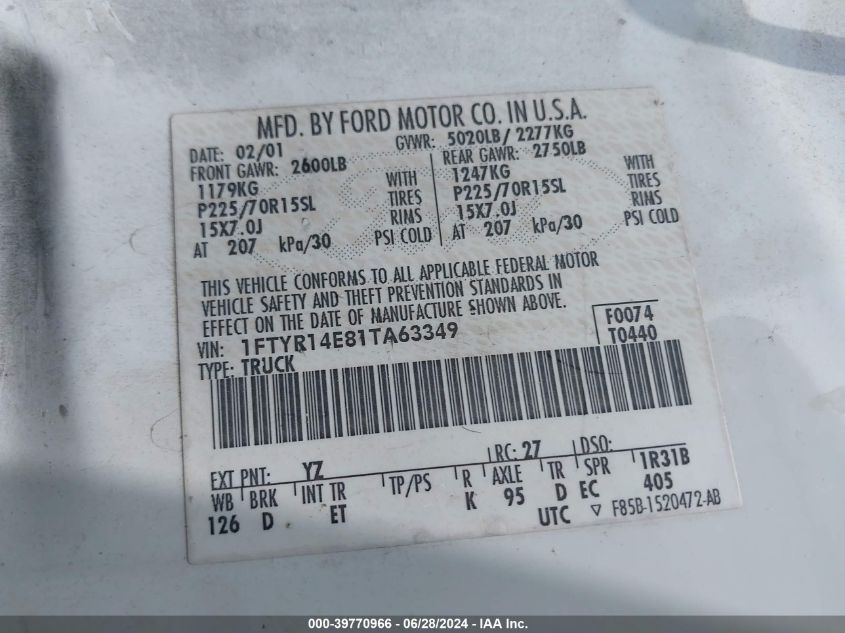 MFD. BY FORD MOTOR CO. IN U.S.A.
DATE: 02/01 GVWR: 5020LB/ 2277KG
FRONT GAWR: 2600LB REAR GAWR: 2750LB
1179KG WITH 1247KG WITH
P225/70R15SL TIRES P225/70R15SL TIRES
15X7.0J RIMS 15X7.0J RIMS
AT 207 kPa/30 PSI COLD AT 207 kPa/30 PSI COLD
THIS VEHICLE CONFORMS TO ALL APPLICABLE FEDERAL MOTOR
VEHICLE SAFETY AND THEFT PREVENTION STANDARDS IN
EFFECT ON THE DATE OF MANUFACTURE SHOWN ABOVE.
VIN: 1FTYR14E81TA63349 F0074
TYPE: TRUCK T0440
EXT PNT: YZ RC: 27 DSO:
WB BRK INT TR TP/PS R AXLE TR SPR 1R31B
126 D ET K 95 D EC 405
UTC ▽ F85B-1520472-AB
000-39770966 - 06/28/2024 - IAA Inc.